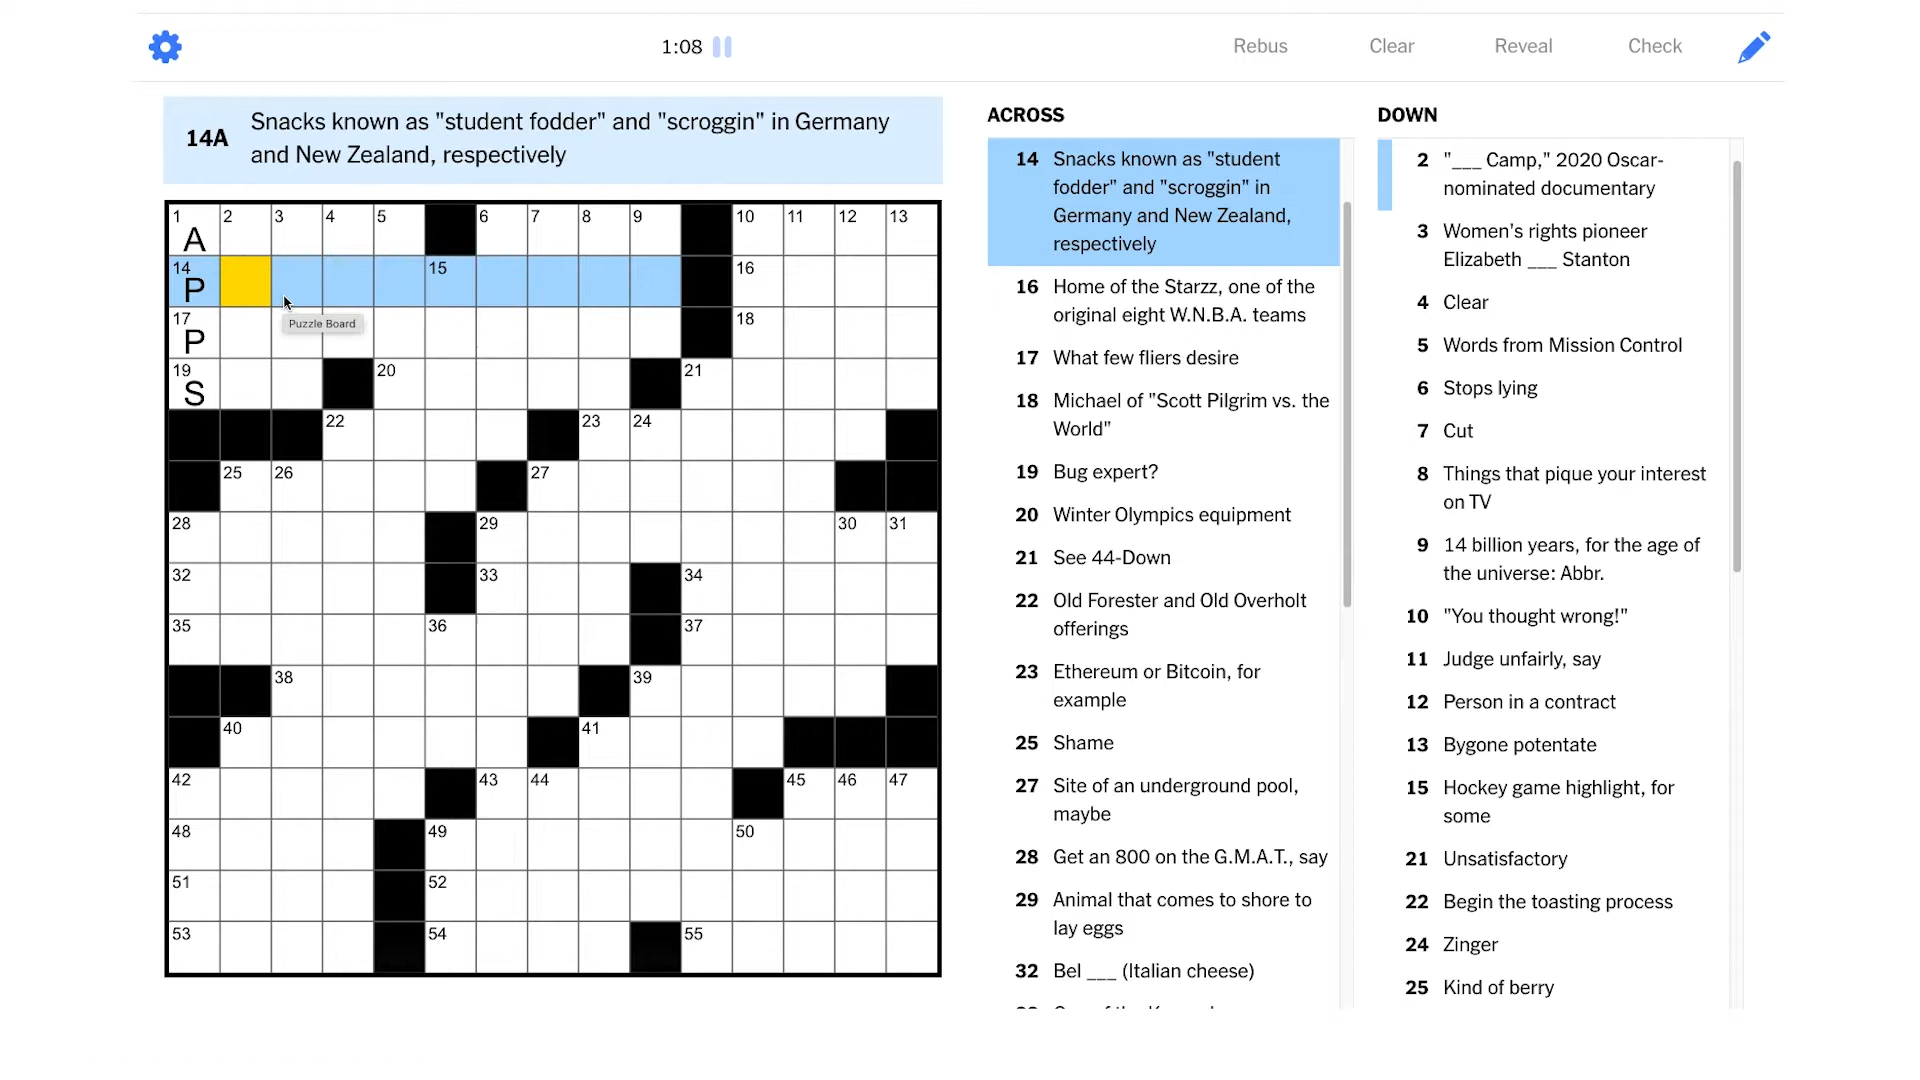 1:08
Rebus
Clear
Reveal
Check
14A
Snacks known as "student fodder" and "scroggin" in Germany
and New Zealand, respectively
1 2 3 4 5 6 7 8 9 10 11 12 13
A
14 15 16
P
17 18
P
Puzzle Board
19 20 21
S
22 23 24
25 26 27
28 29 30 31
32 33 34
35 36 37
38 39
40 41
42 43 44 45 46 47
48 49 50
51 52
53 54 55
ACROSS
14 Snacks known as "student
fodder" and "scroggin" in
Germany and New Zealand,
respectively
16 Home of the Starzz, one of the
original eight W.N.B.A. teams
17 What few fliers desire
18 Michael of "Scott Pilgrim vs. the
World"
19 Bug expert?
20 Winter Olympics equipment
21 See 44-Down
22 Old Forester and Old Overholt
offerings
23 Ethereum or Bitcoin, for
example
25 Shame
27 Site of an underground pool,
maybe
28 Get an 800 on the G.M.A.T., say
29 Animal that comes to shore to
lay eggs
32 Bel ___ (Italian cheese)
DOWN
2 "___ Camp," 2020 Oscar-
nominated documentary
3 Women's rights pioneer
Elizabeth ___ Stanton
4 Clear
5 Words from Mission Control
6 Stops lying
7 Cut
8 Things that pique your interest
on TV
9 14 billion years, for the age of
the universe: Abbr.
10 "You thought wrong!"
11 Judge unfairly, say
12 Person in a contract
13 Bygone potentate
15 Hockey game highlight, for
some
21 Unsatisfactory
22 Begin the toasting process
24 Zinger
25 Kind of berry